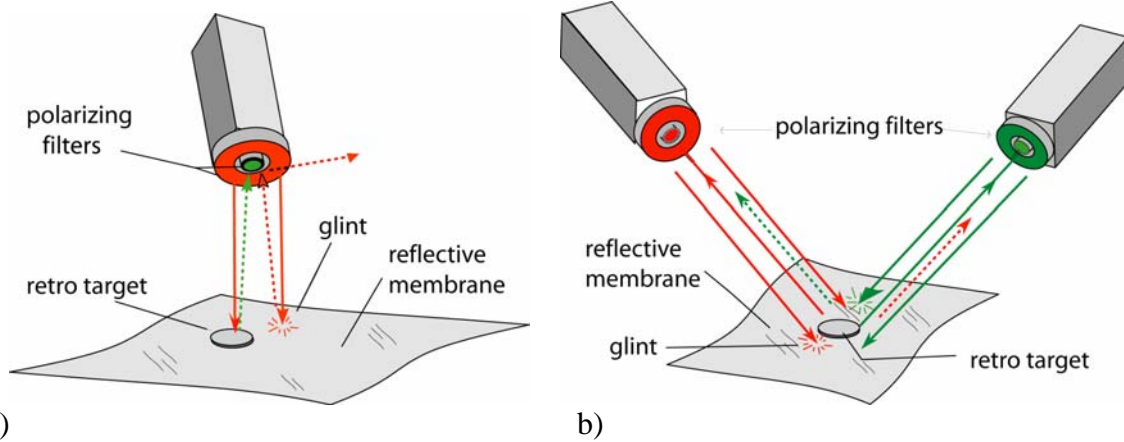 polarizing
filters
glint
reflective
membrane
retro target
)
polarizing filters
reflective
membrane
glint
retro target
b)